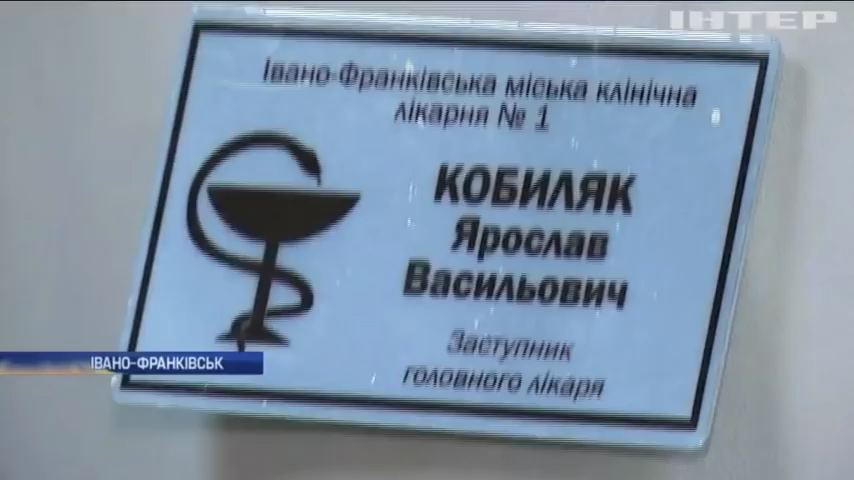 ІНТЕР
Івано-Франківська міська клінічна
лікарня № 1
КОБИЛЯК
Ярослав
Васильович
Заступник
головного лікаря
ІВАНО-ФРАНКІВСЬК